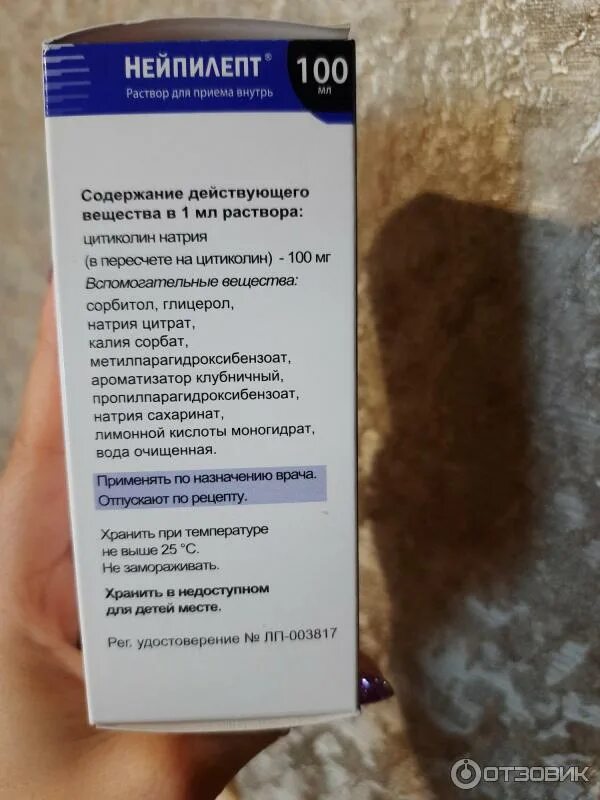 НЕЙПИЛЕПТ®
100
мл
Раствор для приема внутрь
Содержание действующего
вещества в 1 мл раствора:
цитиколин натрия
(в пересчете на цитиколин) - 100 мг
Вспомогательные вещества:
сорбитол, глицерол,
натрия цитрат,
калия сорбат,
метилпарагидроксибензоат,
ароматизатор клубничный,
пропилпарагидроксибензоат,
натрия сахаринат,
лимонной кислоты моногидрат,
вода очищенная.
Применять по назначению врача.
Отпускают по рецепту.
Хранить при температуре
не выше 25 °С.
Не замораживать.
Хранить в недоступном
для детей месте.
Рег. удостоверение № ЛП-003817
ОТЗОВИК